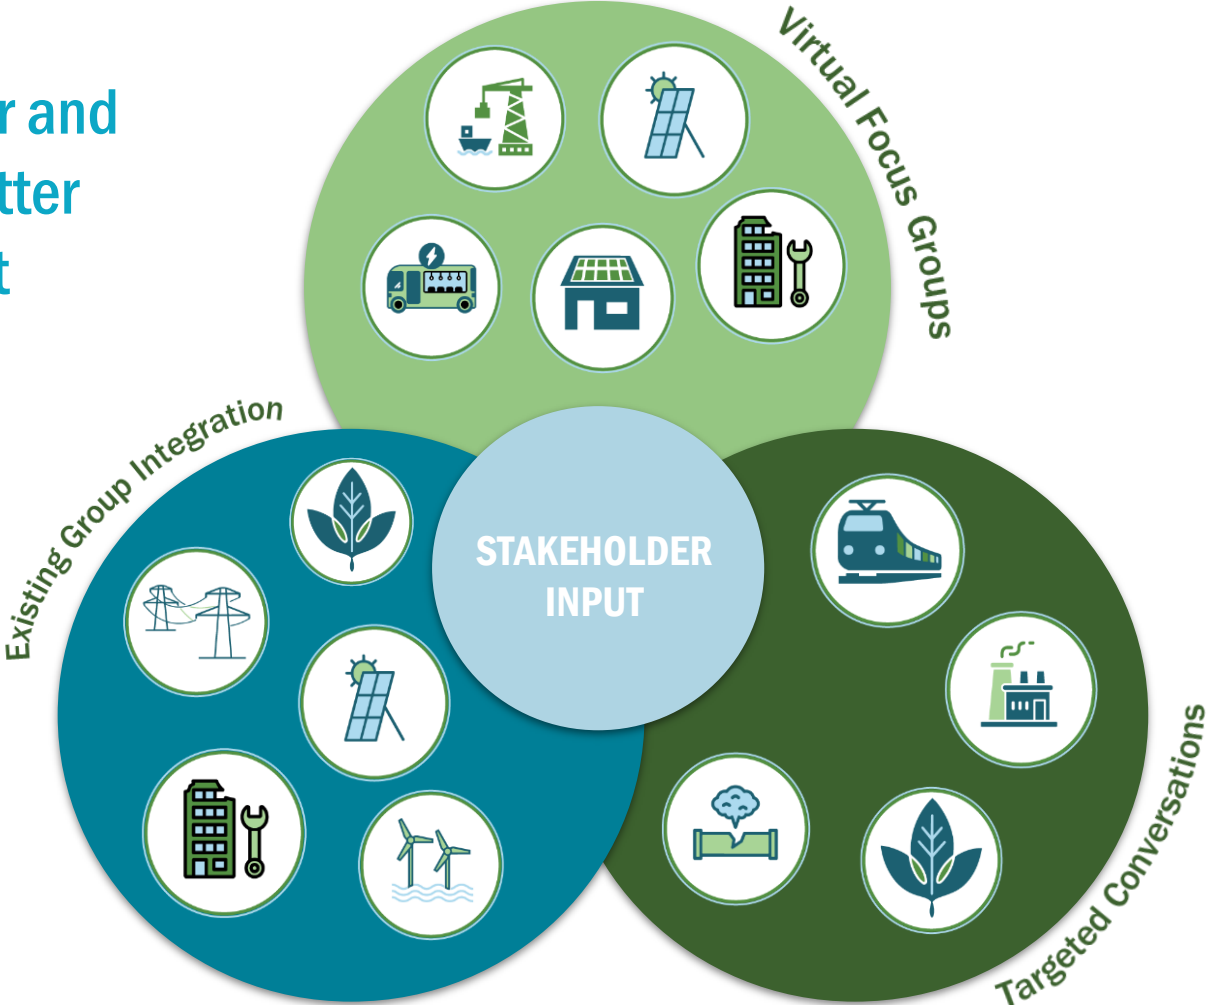 r and
tter
t
Virtual Focus Groups
Existing Group Integration
STAKEHOLDER
INPUT
Targeted Conversations